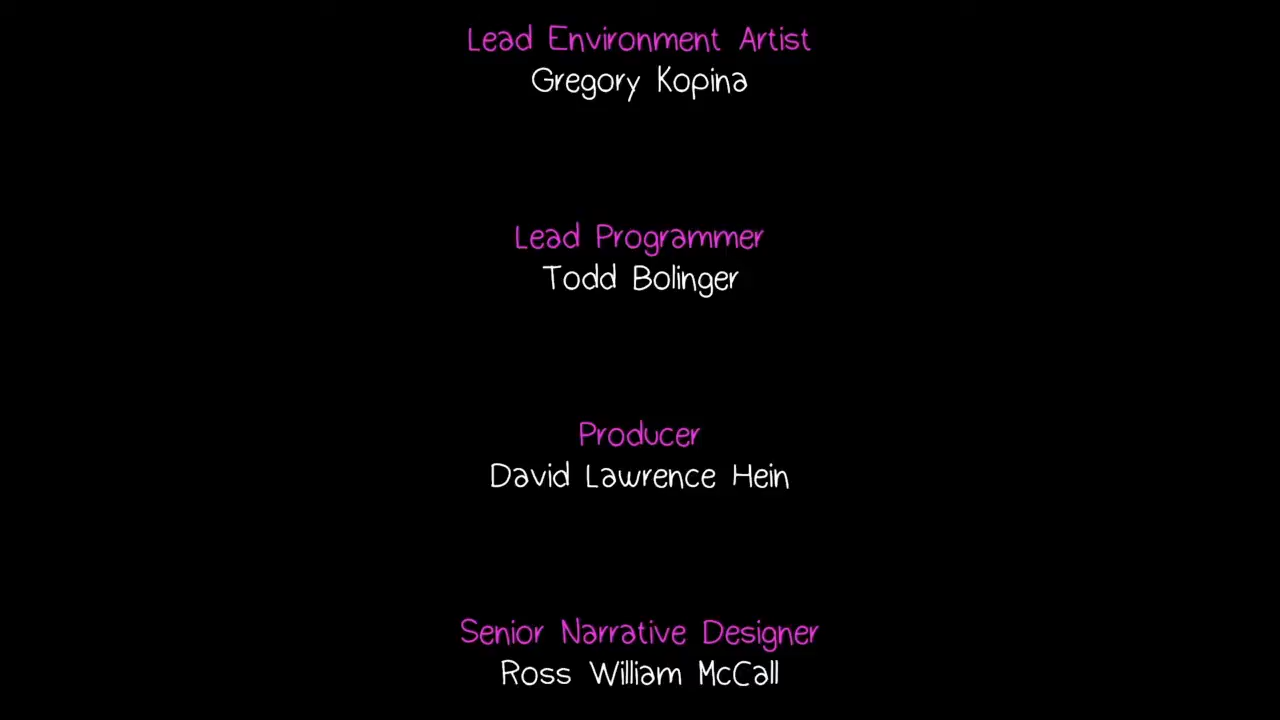 Lead Environment Artist
Gregory Kopina
Lead Programmer
Todd Bolinger
Producer
David Lawrence Hein
Senior Narrative Designer
Ross William McCall